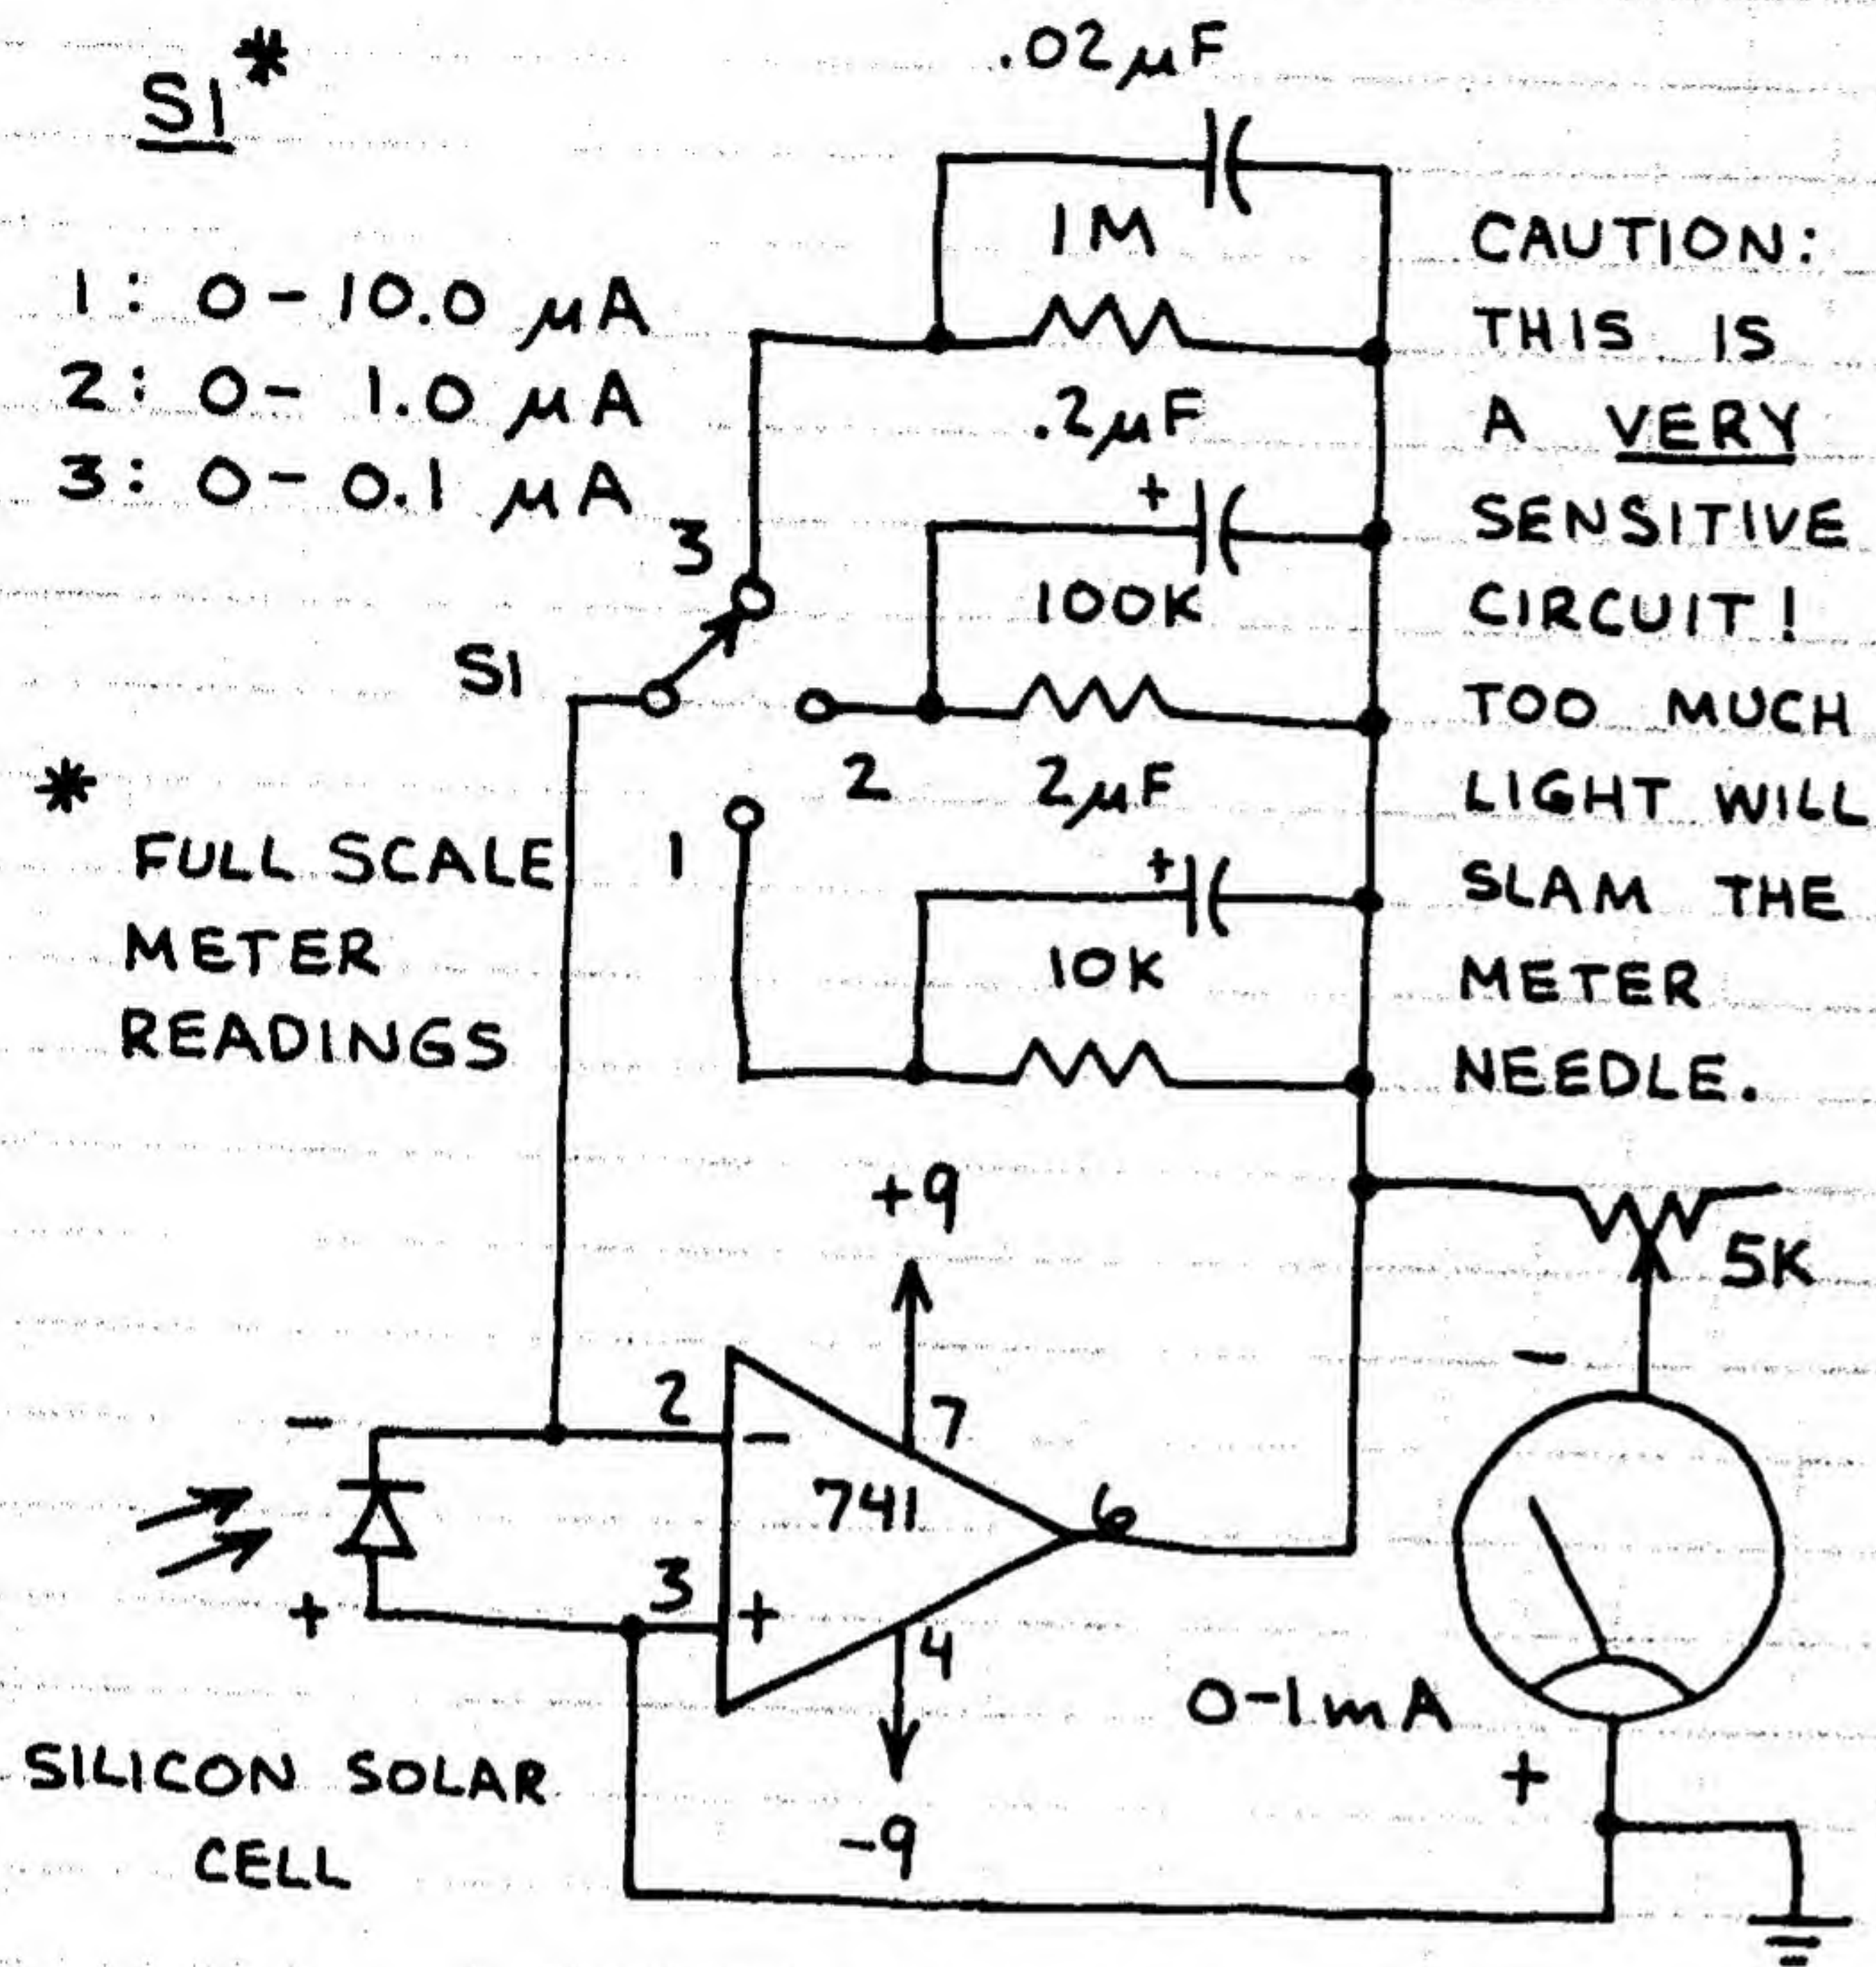 S1*
1: 0-10.0 μA
2: 0- 1.0 μA
3: 0- 0.1 μA
*
FULL SCALE
METER
READINGS
.02μF
1M
.2μF
+
100K
2μF
+
10K
3
S1
2
1
CAUTION:
THIS IS
A VERY
SENSITIVE
CIRCUIT!
TOO MUCH
LIGHT WILL
SLAM THE
METER
NEEDLE.
+9
5K
-
2
-
7
-
741
6
3
+
+
4
0-1mA
+
-9
SILICON SOLAR
CELL